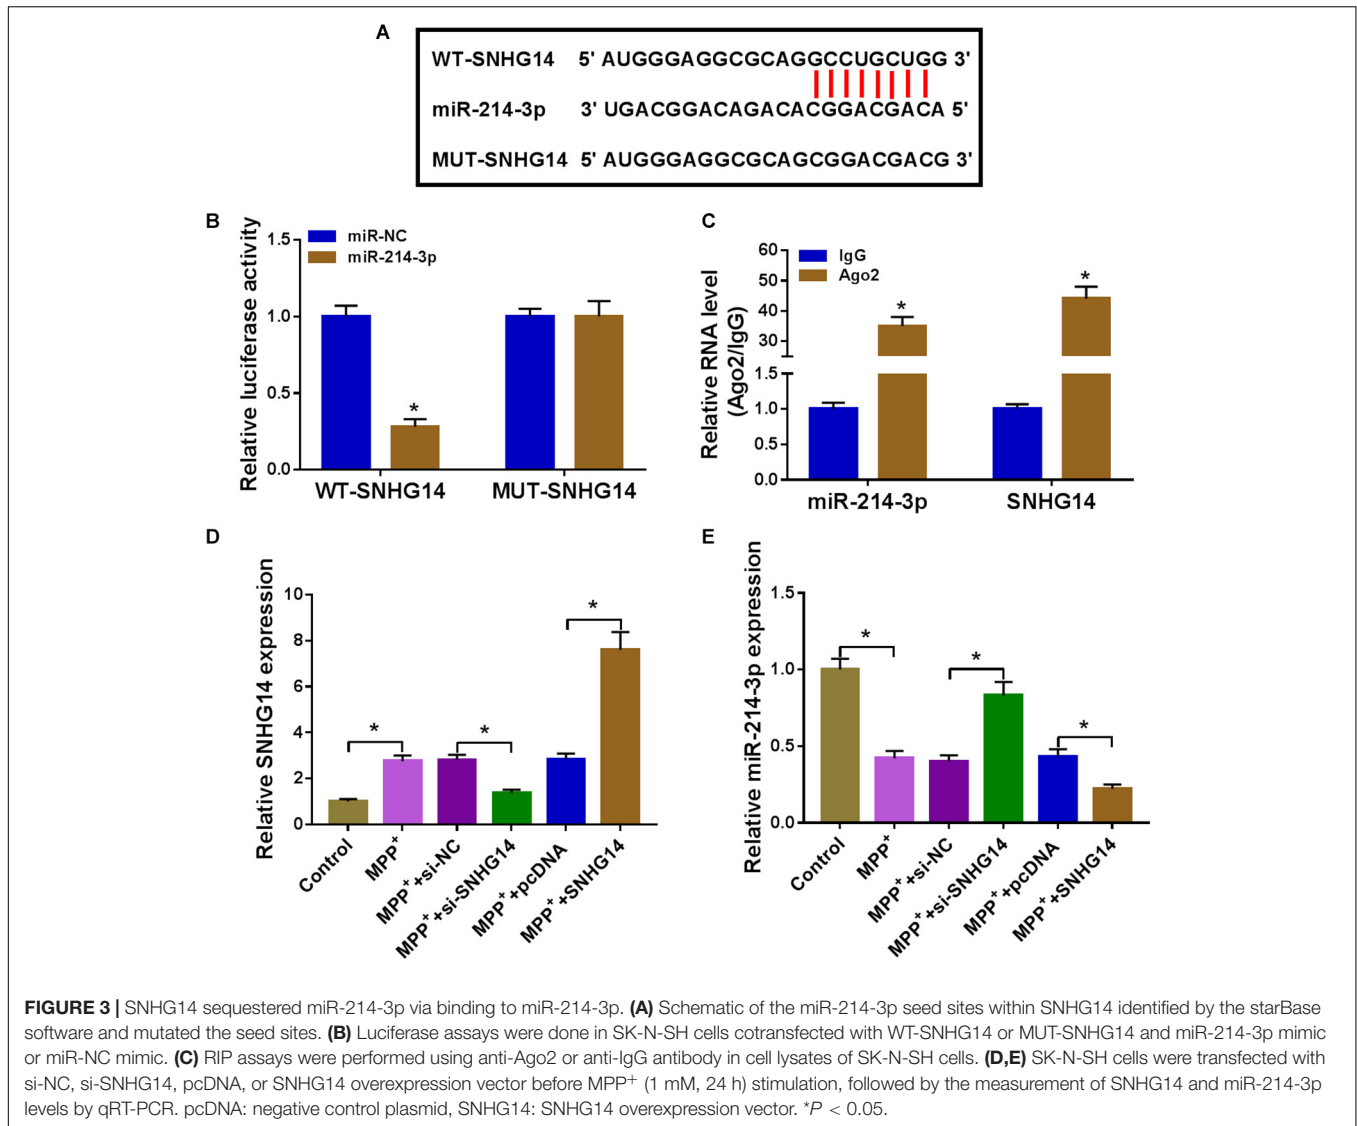 A
WT-SNHG14 5' AUGGGAGGCGCAGGCCUGCUGG 3'
miR-214-3p 3' UGACGGACAGACACGGACGACA 5'
MUT-SNHG14 5' AUGGGAGGCGCAGCGGACGACG 3'
B
Relative luciferase activity
1.5
1.0
0.5
0.0
miR-NC
miR-214-3p
*
WT-SNHG14
MUT-SNHG14
C
Relative RNA level
(Ago2/IgG)
60
50
40
30
1.5
1.0
0.5
0.0
IgG
Ago2
*
*
miR-214-3p
SNHG14
D
Relative SNHG14 expression
10
8
6
4
2
0
*
*
*
Control
MPP⁺
MPP⁺+si-NC
MPP⁺+si-SNHG14
MPP⁺+pcDNA
MPP⁺+SNHG14
E
Relative miR-214-3p expression
1.5
1.0
0.5
0.0
*
*
*
Control
MPP⁺
MPP⁺+si-NC
MPP⁺+si-SNHG14
MPP⁺+pcDNA
MPP⁺+SNHG14
FIGURE 3 | SNHG14 sequestered miR-214-3p via binding to miR-214-3p. (A) Schematic of the miR-214-3p seed sites within SNHG14 identified by the starBase
software and mutated the seed sites. (B) Luciferase assays were done in SK-N-SH cells cotransfected with WT-SNHG14 or MUT-SNHG14 and miR-214-3p mimic
or miR-NC mimic. (C) RIP assays were performed using anti-Ago2 or anti-IgG antibody in cell lysates of SK-N-SH cells. (D,E) SK-N-SH cells were transfected with
si-NC, si-SNHG14, pcDNA, or SNHG14 overexpression vector before MPP⁺ (1 mM, 24 h) stimulation, followed by the measurement of SNHG14 and miR-214-3p
levels by qRT-PCR. pcDNA: negative control plasmid, SNHG14: SNHG14 overexpression vector. *P < 0.05.